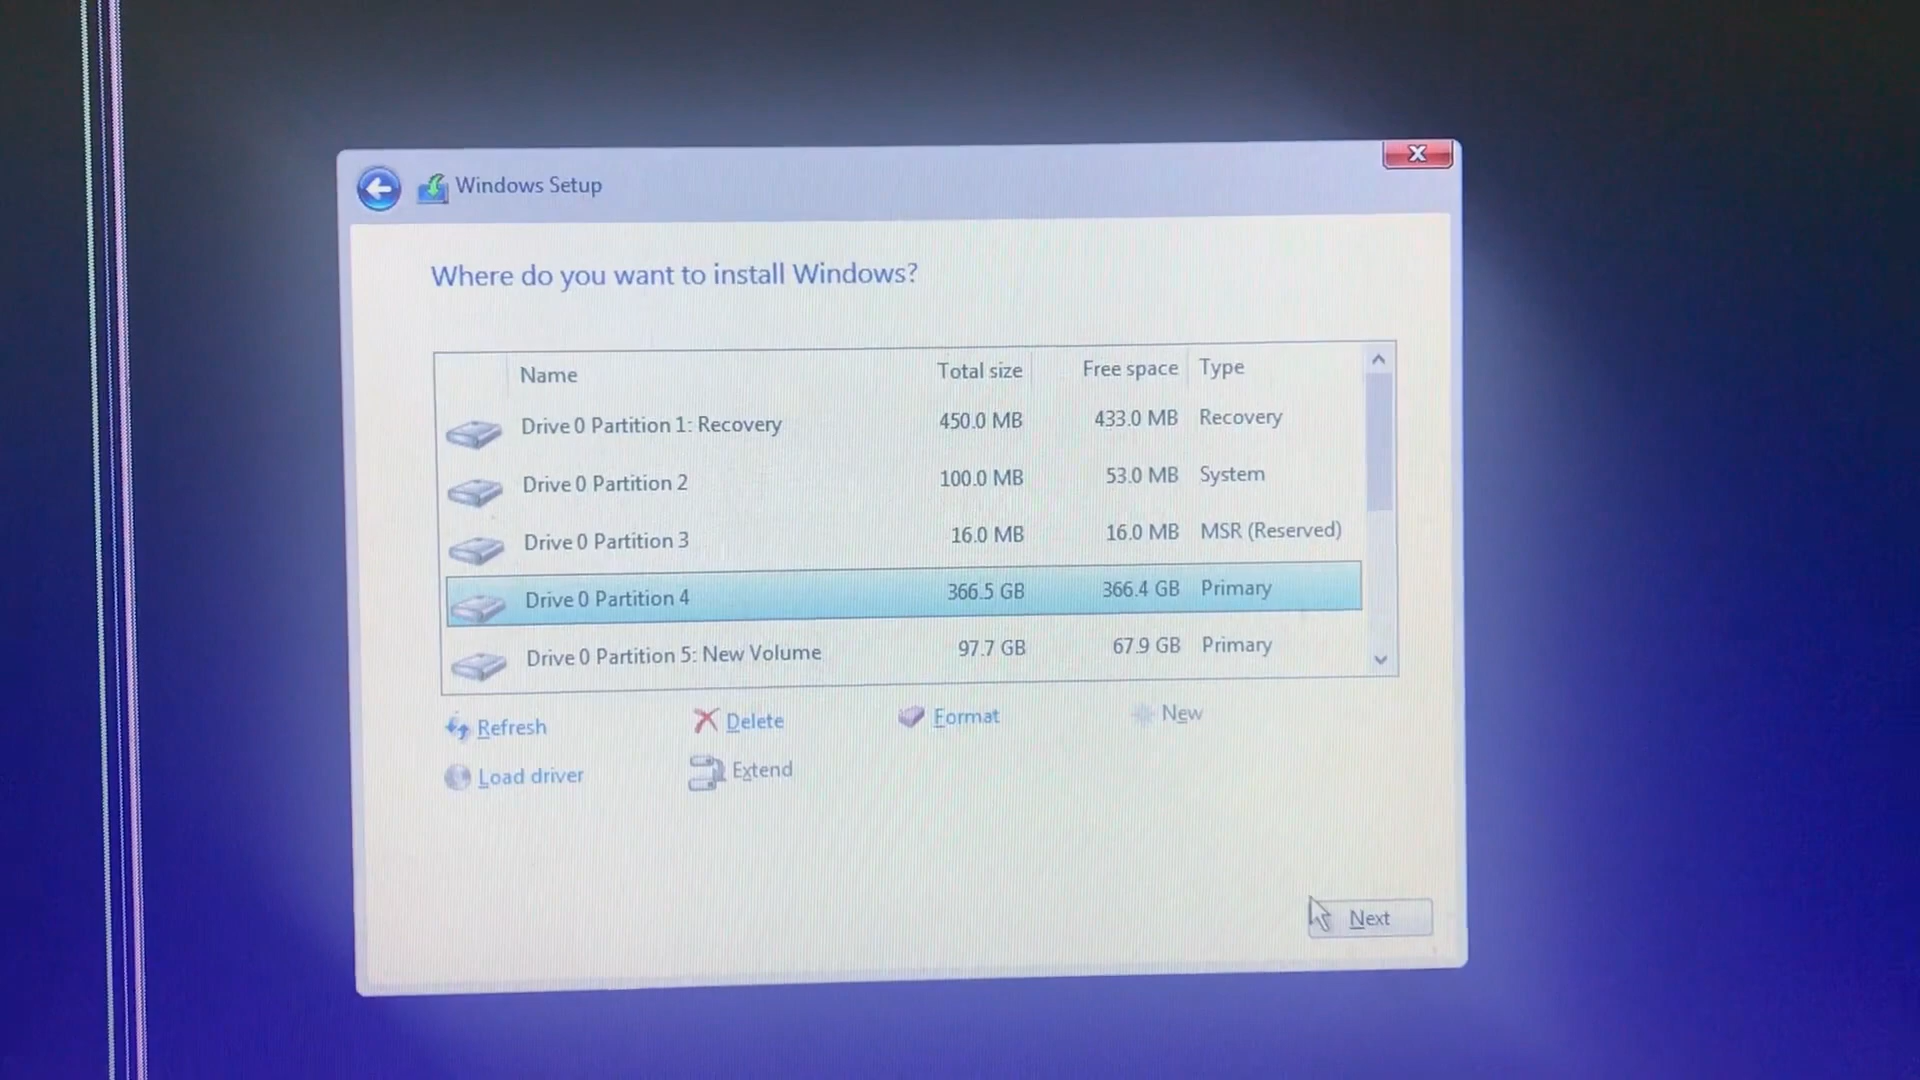 Windows Setup
X
Where do you want to install Windows?
Name Total size Free space Type
Drive 0 Partition 1: Recovery 450.0 MB 433.0 MB Recovery
Drive 0 Partition 2 100.0 MB 53.0 MB System
Drive 0 Partition 3 16.0 MB 16.0 MB MSR (Reserved)
Drive 0 Partition 4 366.5 GB 366.4 GB Primary
Drive 0 Partition 5: New Volume 97.7 GB 67.9 GB Primary
Refresh Delete Format New
Load driver Extend
Next